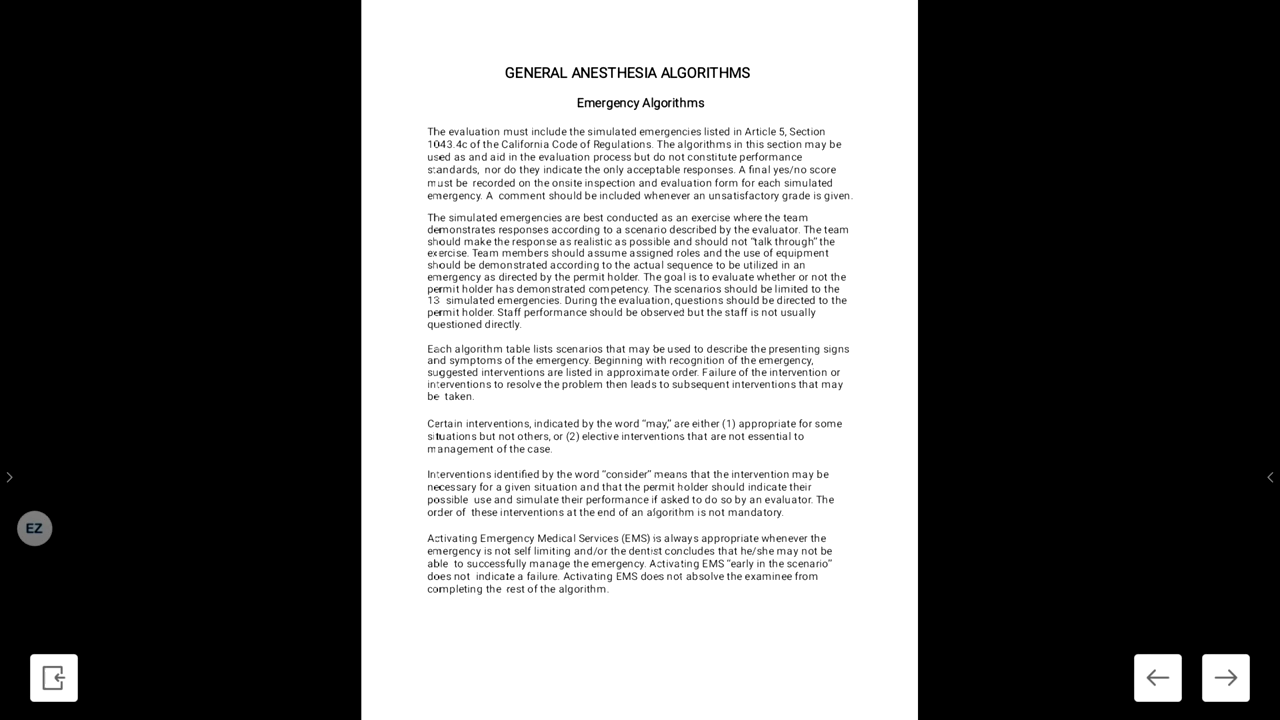 GENERAL ANESTHESIA ALGORITHMS
Emergency Algorithms
The evaluation must include the simulated emergencies listed in Article 5, Section
1043.4c of the California Code of Regulations. The algorithms in this section may be
used as and aid in the evaluation process but do not constitute performance
standards, nor do they indicate the only acceptable responses. A final yes/no score
must be recorded on the onsite inspection and evaluation form for each simulated
emergency. A comment should be included whenever an unsatisfactory grade is given.
The simulated emergencies are best conducted as an exercise where the team
demonstrates responses according to a scenario described by the evaluator. The team
should make the response as realistic as possible and should not “talk through” the
exercise. Team members should assume assigned roles and the use of equipment
should be demonstrated according to the actual sequence to be utilized in an
emergency as directed by the permit holder. The goal is to evaluate whether or not the
permit holder has demonstrated competency. The scenarios should be limited to the
13 simulated emergencies. During the evaluation, questions should be directed to the
permit holder. Staff performance should be observed but the staff is not usually
questioned directly.
Each algorithm table lists scenarios that may be used to describe the presenting signs
and symptoms of the emergency. Beginning with recognition of the emergency,
suggested interventions are listed in approximate order. Failure of the intervention or
interventions to resolve the problem then leads to subsequent interventions that may
be taken.
Certain interventions, indicated by the word “may,” are either (1) appropriate for some
situations but not others, or (2) elective interventions that are not essential to
management of the case.
Interventions identified by the word “consider” means that the intervention may be
necessary for a given situation and that the permit holder should indicate their
possible use and simulate their performance if asked to do so by an evaluator. The
order of these interventions at the end of an algorithm is not mandatory.
Activating Emergency Medical Services (EMS) is always appropriate whenever the
emergency is not self limiting and/or the dentist concludes that he/she may not be
able to successfully manage the emergency. Activating EMS “early in the scenario”
does not indicate a failure. Activating EMS does not absolve the examinee from
completing the rest of the algorithm.
EZ